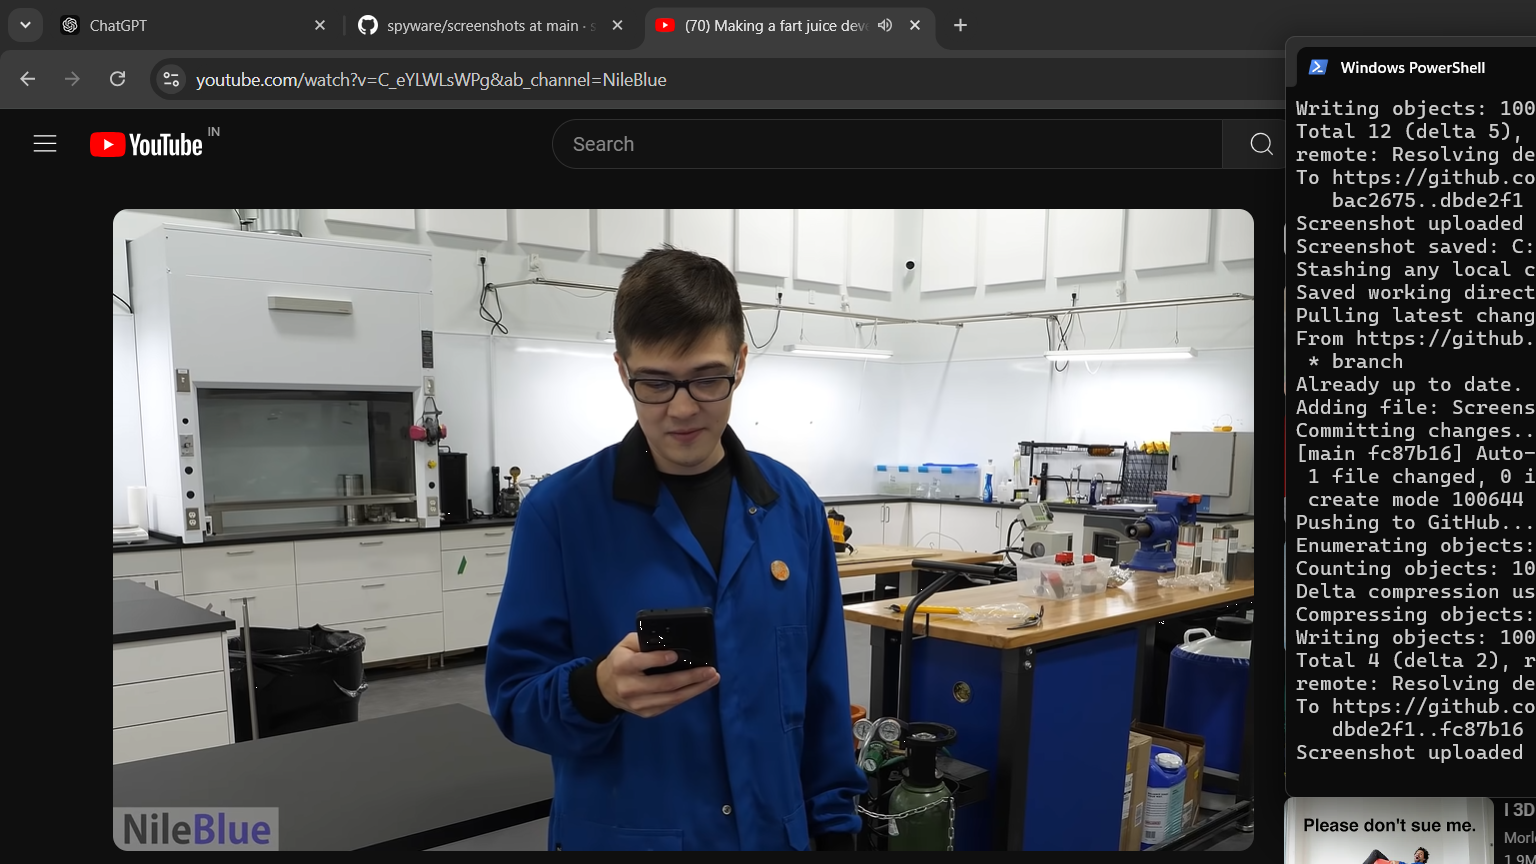 ChatGPT
spyware/screenshots at main · s
(70) Making a fart juice dev
youtube.com/watch?v=C_eYLWLsWPg&ab_channel=NileBlue
YouTube IN
Search
NileBlue
Windows PowerShell
Writing objects: 100
Total 12 (delta 5),
remote: Resolving de
To https://github.co
bac2675..dbde2f1
Screenshot uploaded
Screenshot saved: C:
Stashing any local c
Saved working direct
Pulling latest chang
From https://github.
* branch
Already up to date.
Adding file: Screens
Committing changes..
[main fc87b16] Auto-
1 file changed, 0 i
create mode 100644
Pushing to GitHub...
Enumerating objects:
Counting objects: 10
Delta compression us
Compressing objects:
Writing objects: 100
Total 4 (delta 2), r
remote: Resolving de
To https://github.co
dbde2f1..fc87b16
Screenshot uploaded
Please don't sue me.
I 3D
Morl
1.9M